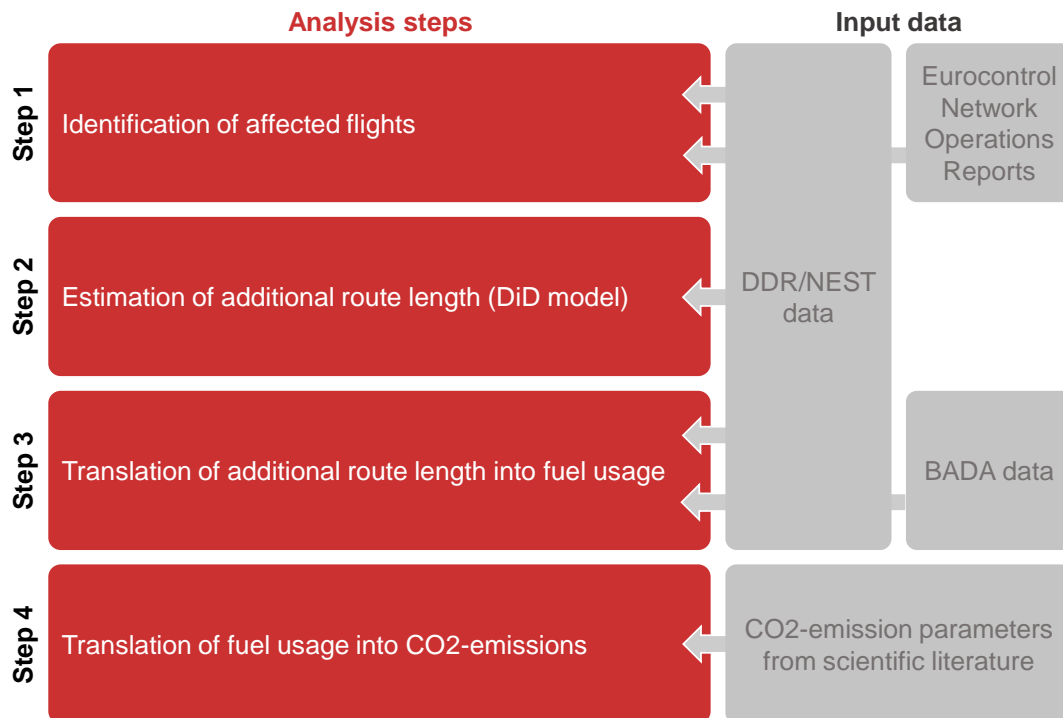 Analysis steps
Input data
Step 1
Identification of affected flights
Eurocontrol
Network
Operations
Reports
Step 2
Estimation of additional route length (DiD model)
DDR/NEST
data
Step 3
Translation of additional route length into fuel usage
BADA data
Step 4
Translation of fuel usage into CO2-emissions
CO2-emission parameters
from scientific literature